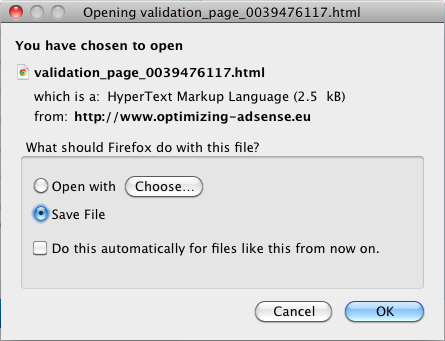 Opening validation_page_0039476117.html
You have chosen to open
validation_page_0039476117.html
which is a: HyperText Markup Language (2.5 kB)
from: http://www.optimizing-adsense.eu
What should Firefox do with this file?
Open with Choose...
Save File
Do this automatically for files like this from now on.
Cancel OK